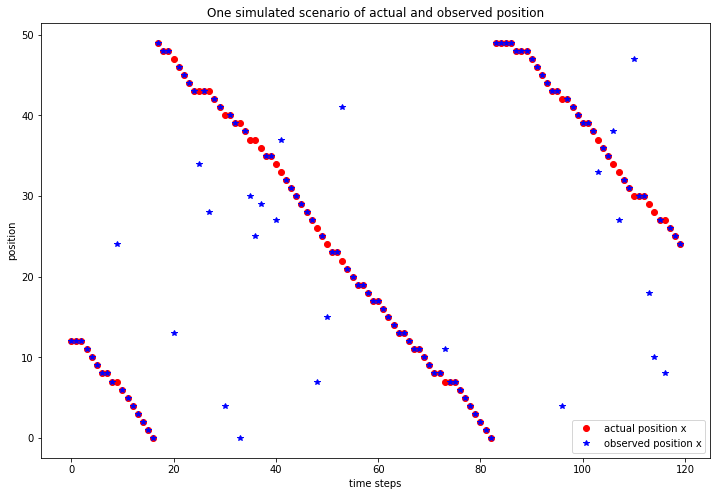 One simulated scenario of actual and observed position
50
40
30
20
10
0
position
0
20
40
60
80
100
120
time steps
actual position x
observed position x